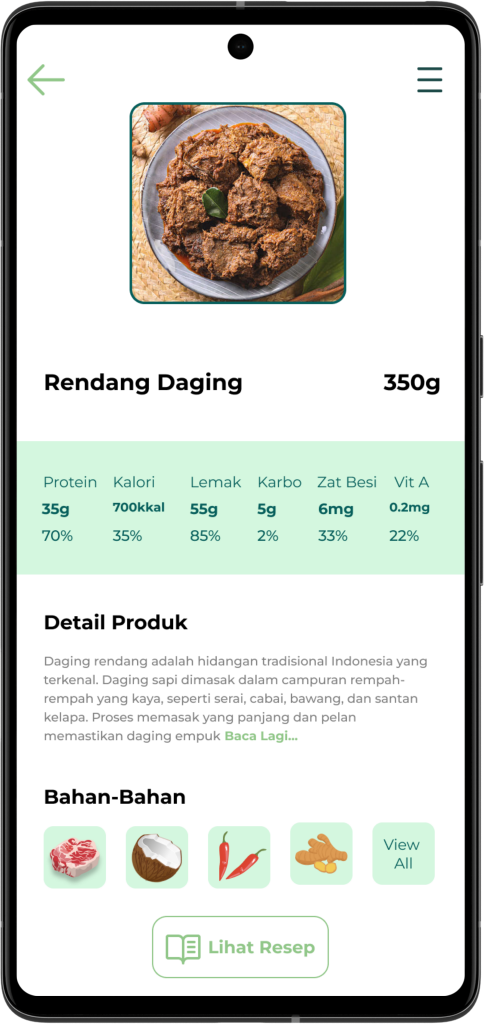 Rendang Daging 350g
Protein Kalori Lemak Karbo Zat Besi Vit A
35g 700kkal 55g 5g 6mg 0.2mg
70% 35% 85% 2% 33% 22%
Detail Produk
Daging rendang adalah hidangan tradisional Indonesia yang
terkenal. Daging sapi dimasak dalam campuran rempah-
rempah yang kaya, seperti serai, cabai, bawang, dan santan
kelapa. Proses memasak yang panjang dan pelan
memastikan daging empuk Baca Lagi...
Bahan-Bahan
View
All
Lihat Resep